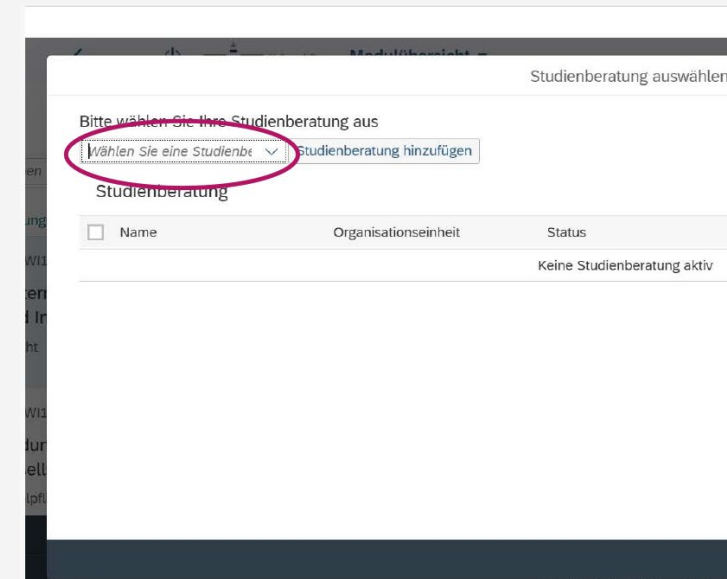 Modulübersicht
Studienberatung auswählen
Bitte wählen Sie Ihre Studienberatung aus
Wählen Sie eine Studienbe
Studienberatung hinzufügen
Studienberatung
Name Organisationseinheit Status
Keine Studienberatung aktiv